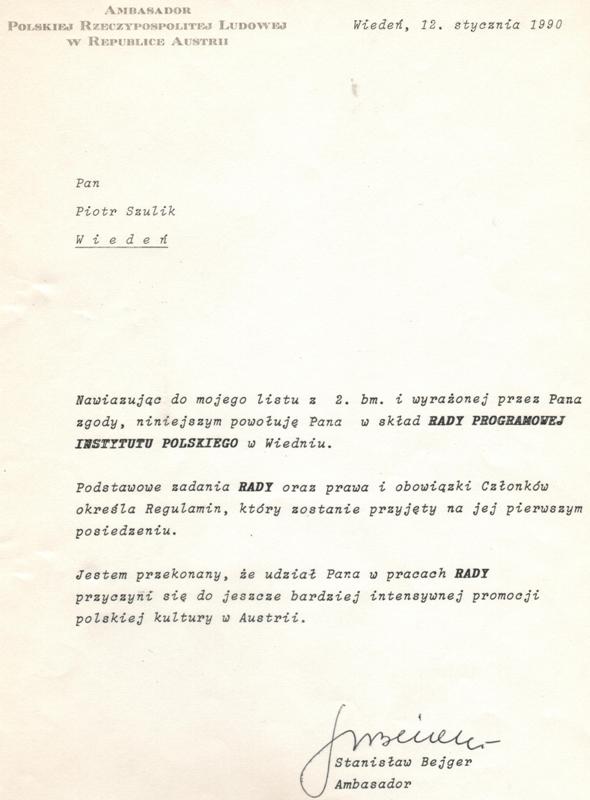 AMBASADOR
POLSKIEJ RZECZYPOSPOLITEJ LUDOWEJ
W REPUBLICE AUSTRII
Wiedeń, 12. stycznia 1990
Pan
Piotr Szulik
W i e d e ń
Nawiazując do mojego listu z 2. bm. i wyrażonej przez Pana
zgody, niniejszym powołuję Pana w skład RADY PROGRAMOWEJ
INSTYTUTU POLSKIEGO w Wiedniu.
Podstawowe zadania RADY oraz prawa i obowiązki Członków
określa Regulamin, który zostanie przyjęty na jej pierwszym
posiedzeniu.
Jestem przekonany, że udział Pana w pracach RADY
przyczyni się do jeszcze bardziej intensywnej promocji
polskiej kultury w Austrii.
Stanisław Bejger
Ambasador